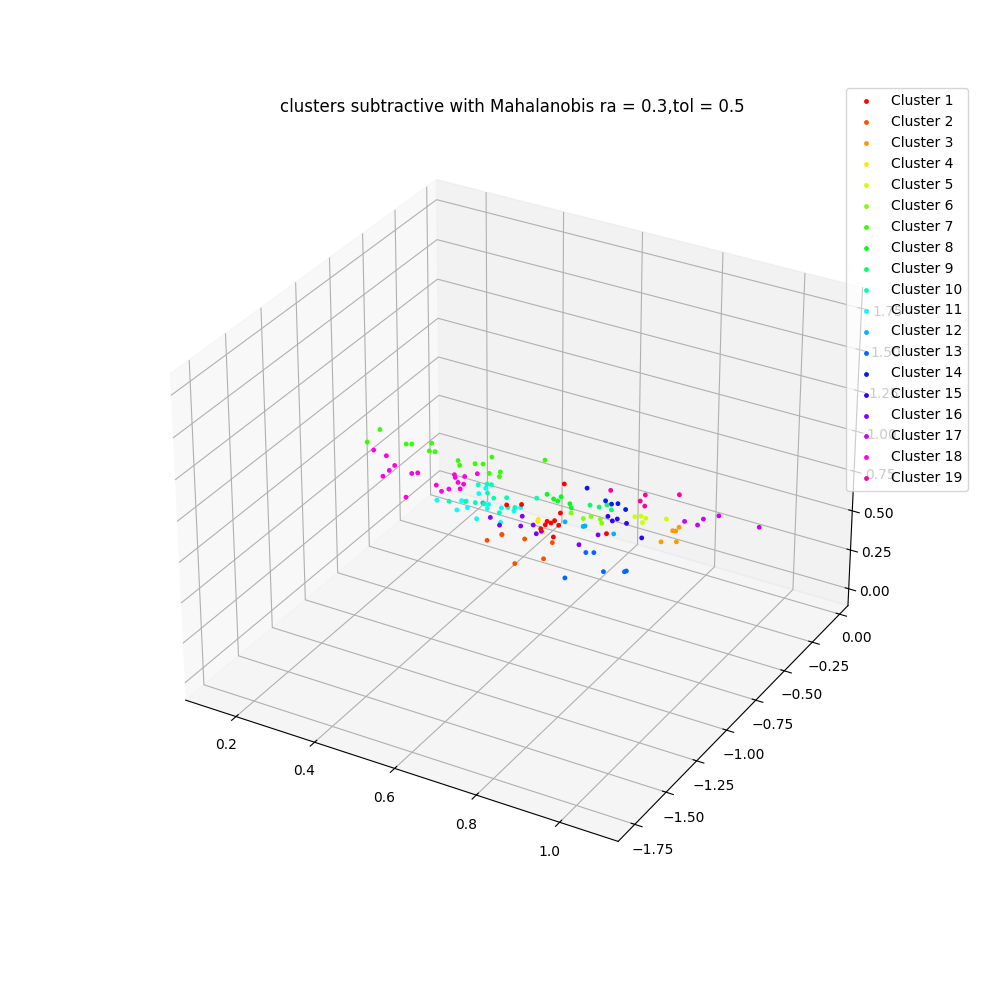 clusters subtractive with Mahalanobis ra = 0.3,tol = 0.5
Cluster 1
Cluster 2
Cluster 3
Cluster 4
Cluster 5
Cluster 6
Cluster 7
Cluster 8
Cluster 9
Cluster 10
Cluster 11
Cluster 12
Cluster 13
Cluster 14
Cluster 15
Cluster 16
Cluster 17
Cluster 18
Cluster 19
1.75
1.50
1.25
1.00
0.75
0.50
0.25
0.00
0.00
−0.25
−0.50
−0.75
−1.00
−1.25
−1.50
−1.75
0.2
0.4
0.6
0.8
1.0